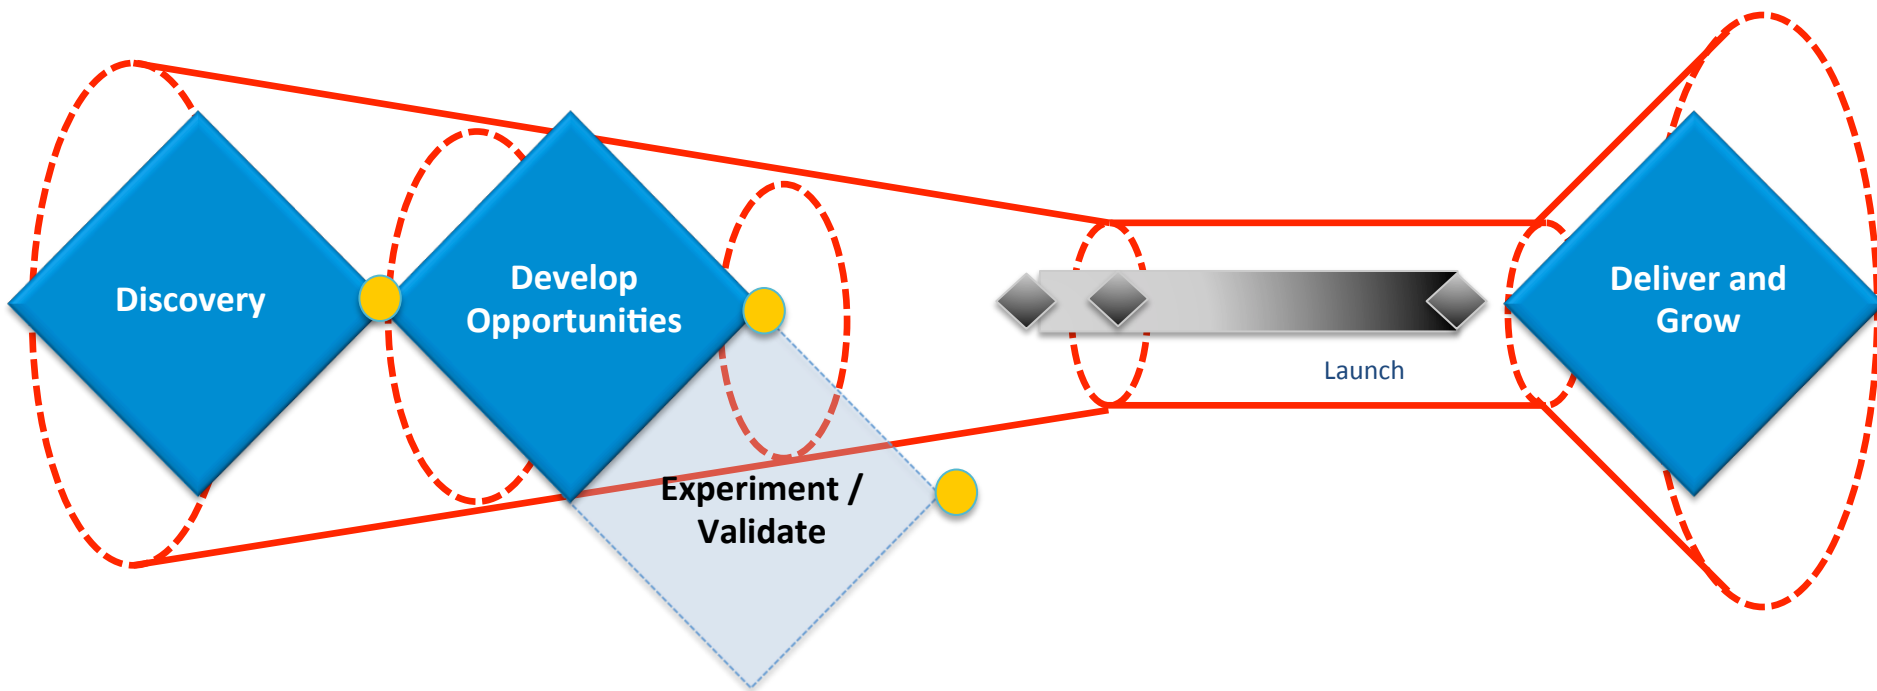 Discovery
Develop
Opportunities
Experiment /
Validate
Launch
Deliver and
Grow